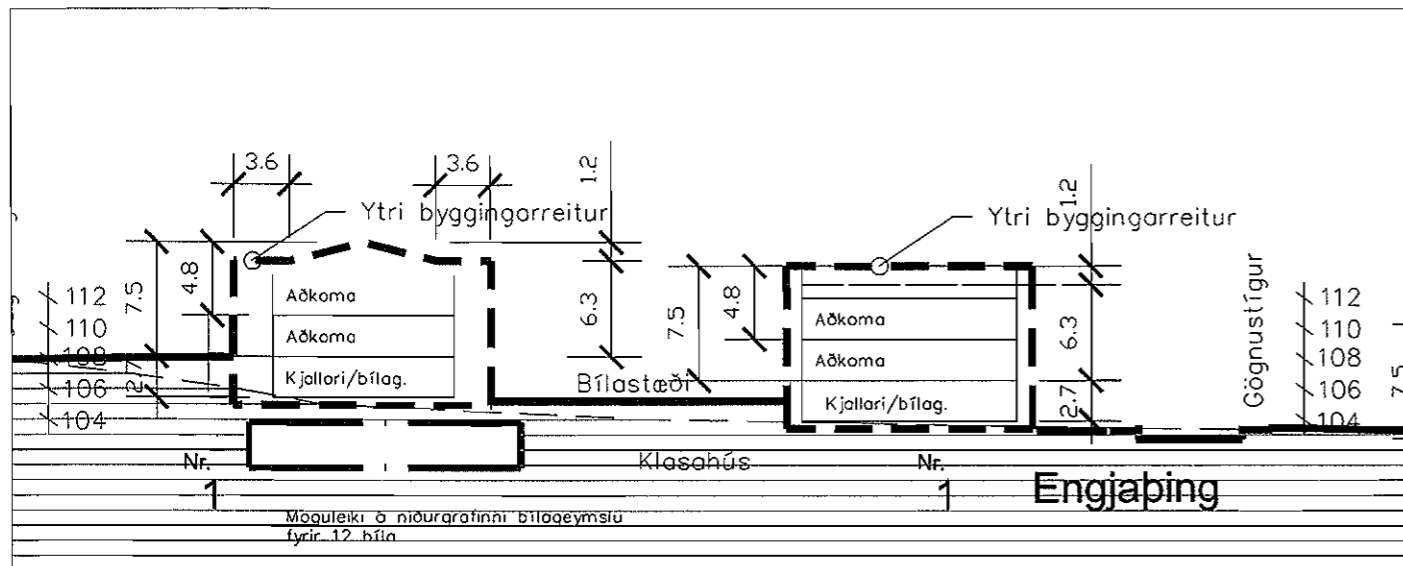 3.6
3.6
1.2
1.2
Ytri byggingarreitur
Ytri byggingarreitur
7.5
4.8
6.3
7.5
4.8
6.3
112
110
108
106
104
Aðkoma
Aðkoma
Kjallari/bílag.
2.7
Bílastæði
Aðkoma
Aðkoma
Kjallari/bílag.
2.7
Gögnustígur
112
110
108
106
104
7.5
Nr.
1
Klasahús
Nr.
1
Engjaþing
Möguleiki á niðurgrafinni bílageymslu
fyrir 12 bíla